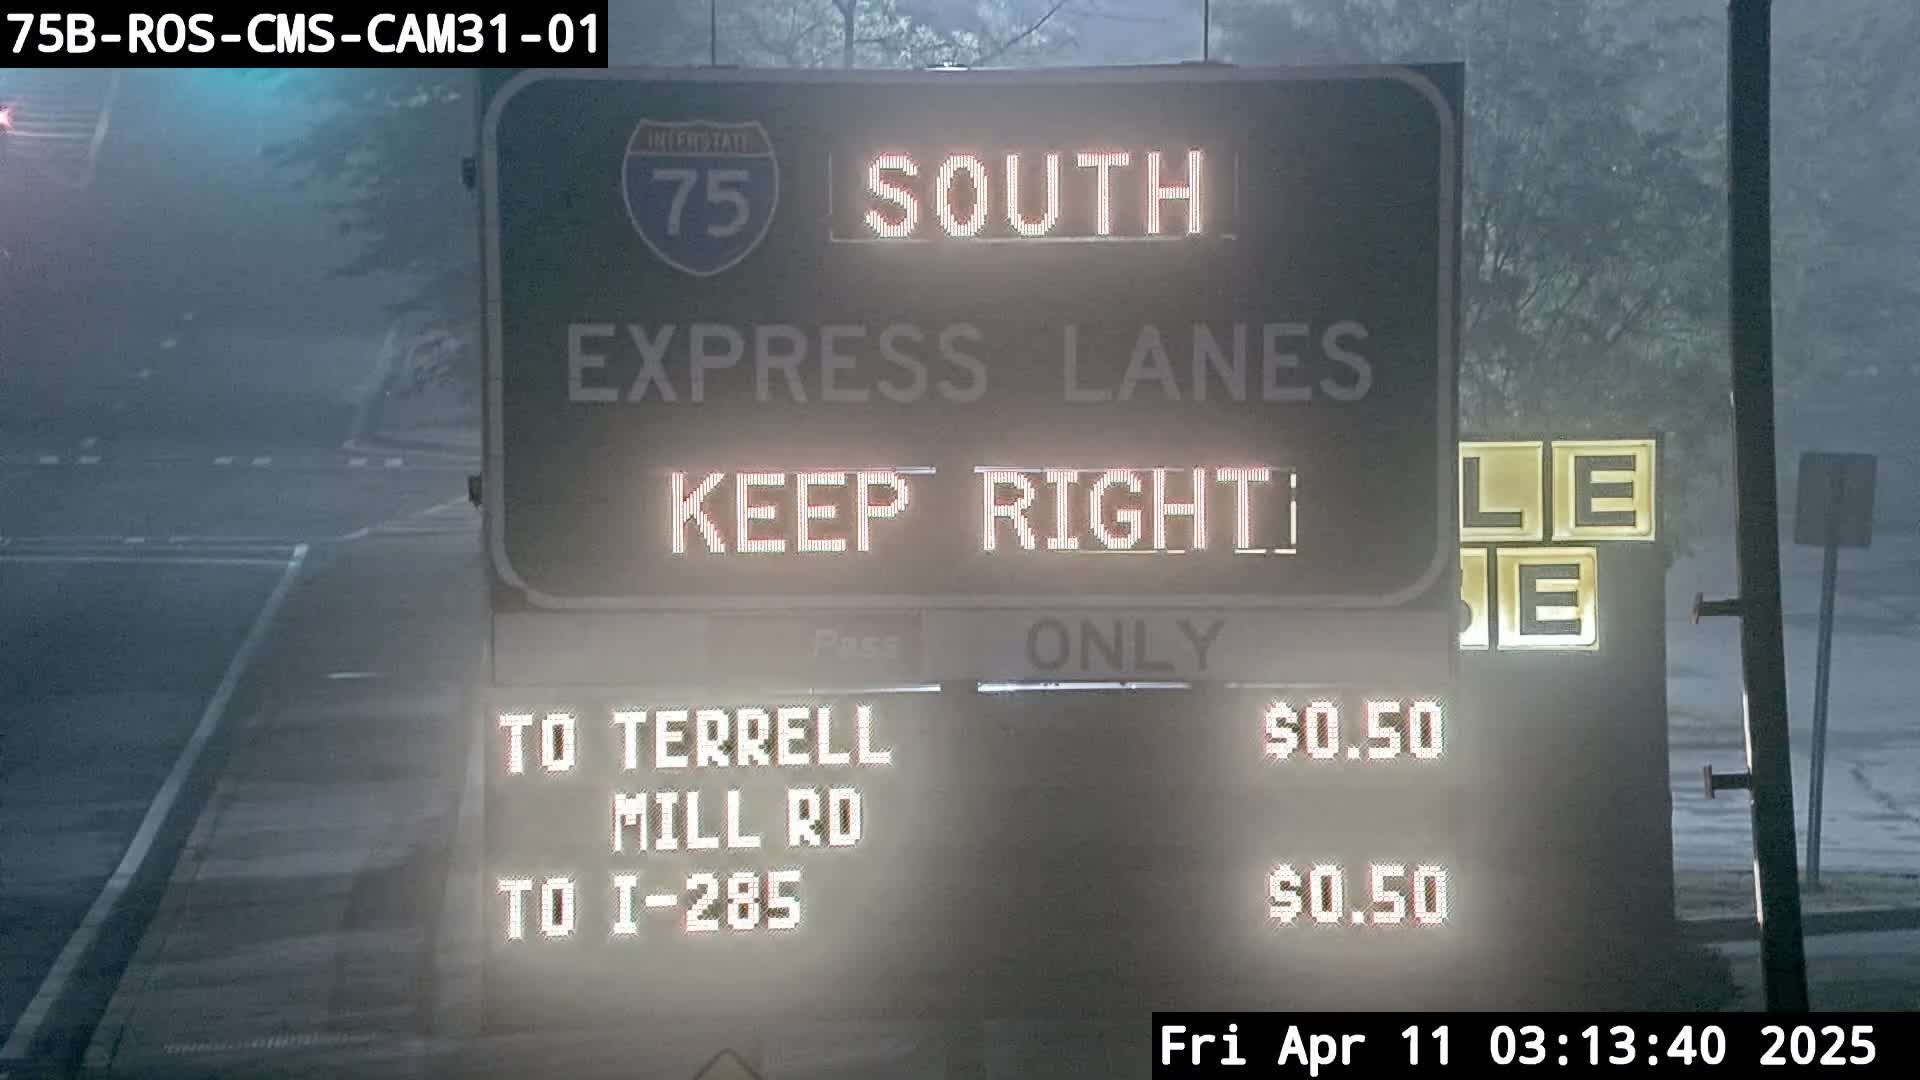 75B-ROS-CMS-CAM31-01
INTERSTATE
75
SOUTH
EXPRESS LANES
KEEP RIGHT
LE
E
Pass ONLY
TO TERRELL $0.50
MILL RD
TO I-285 $0.50
Fri Apr 11 03:13:40 2025